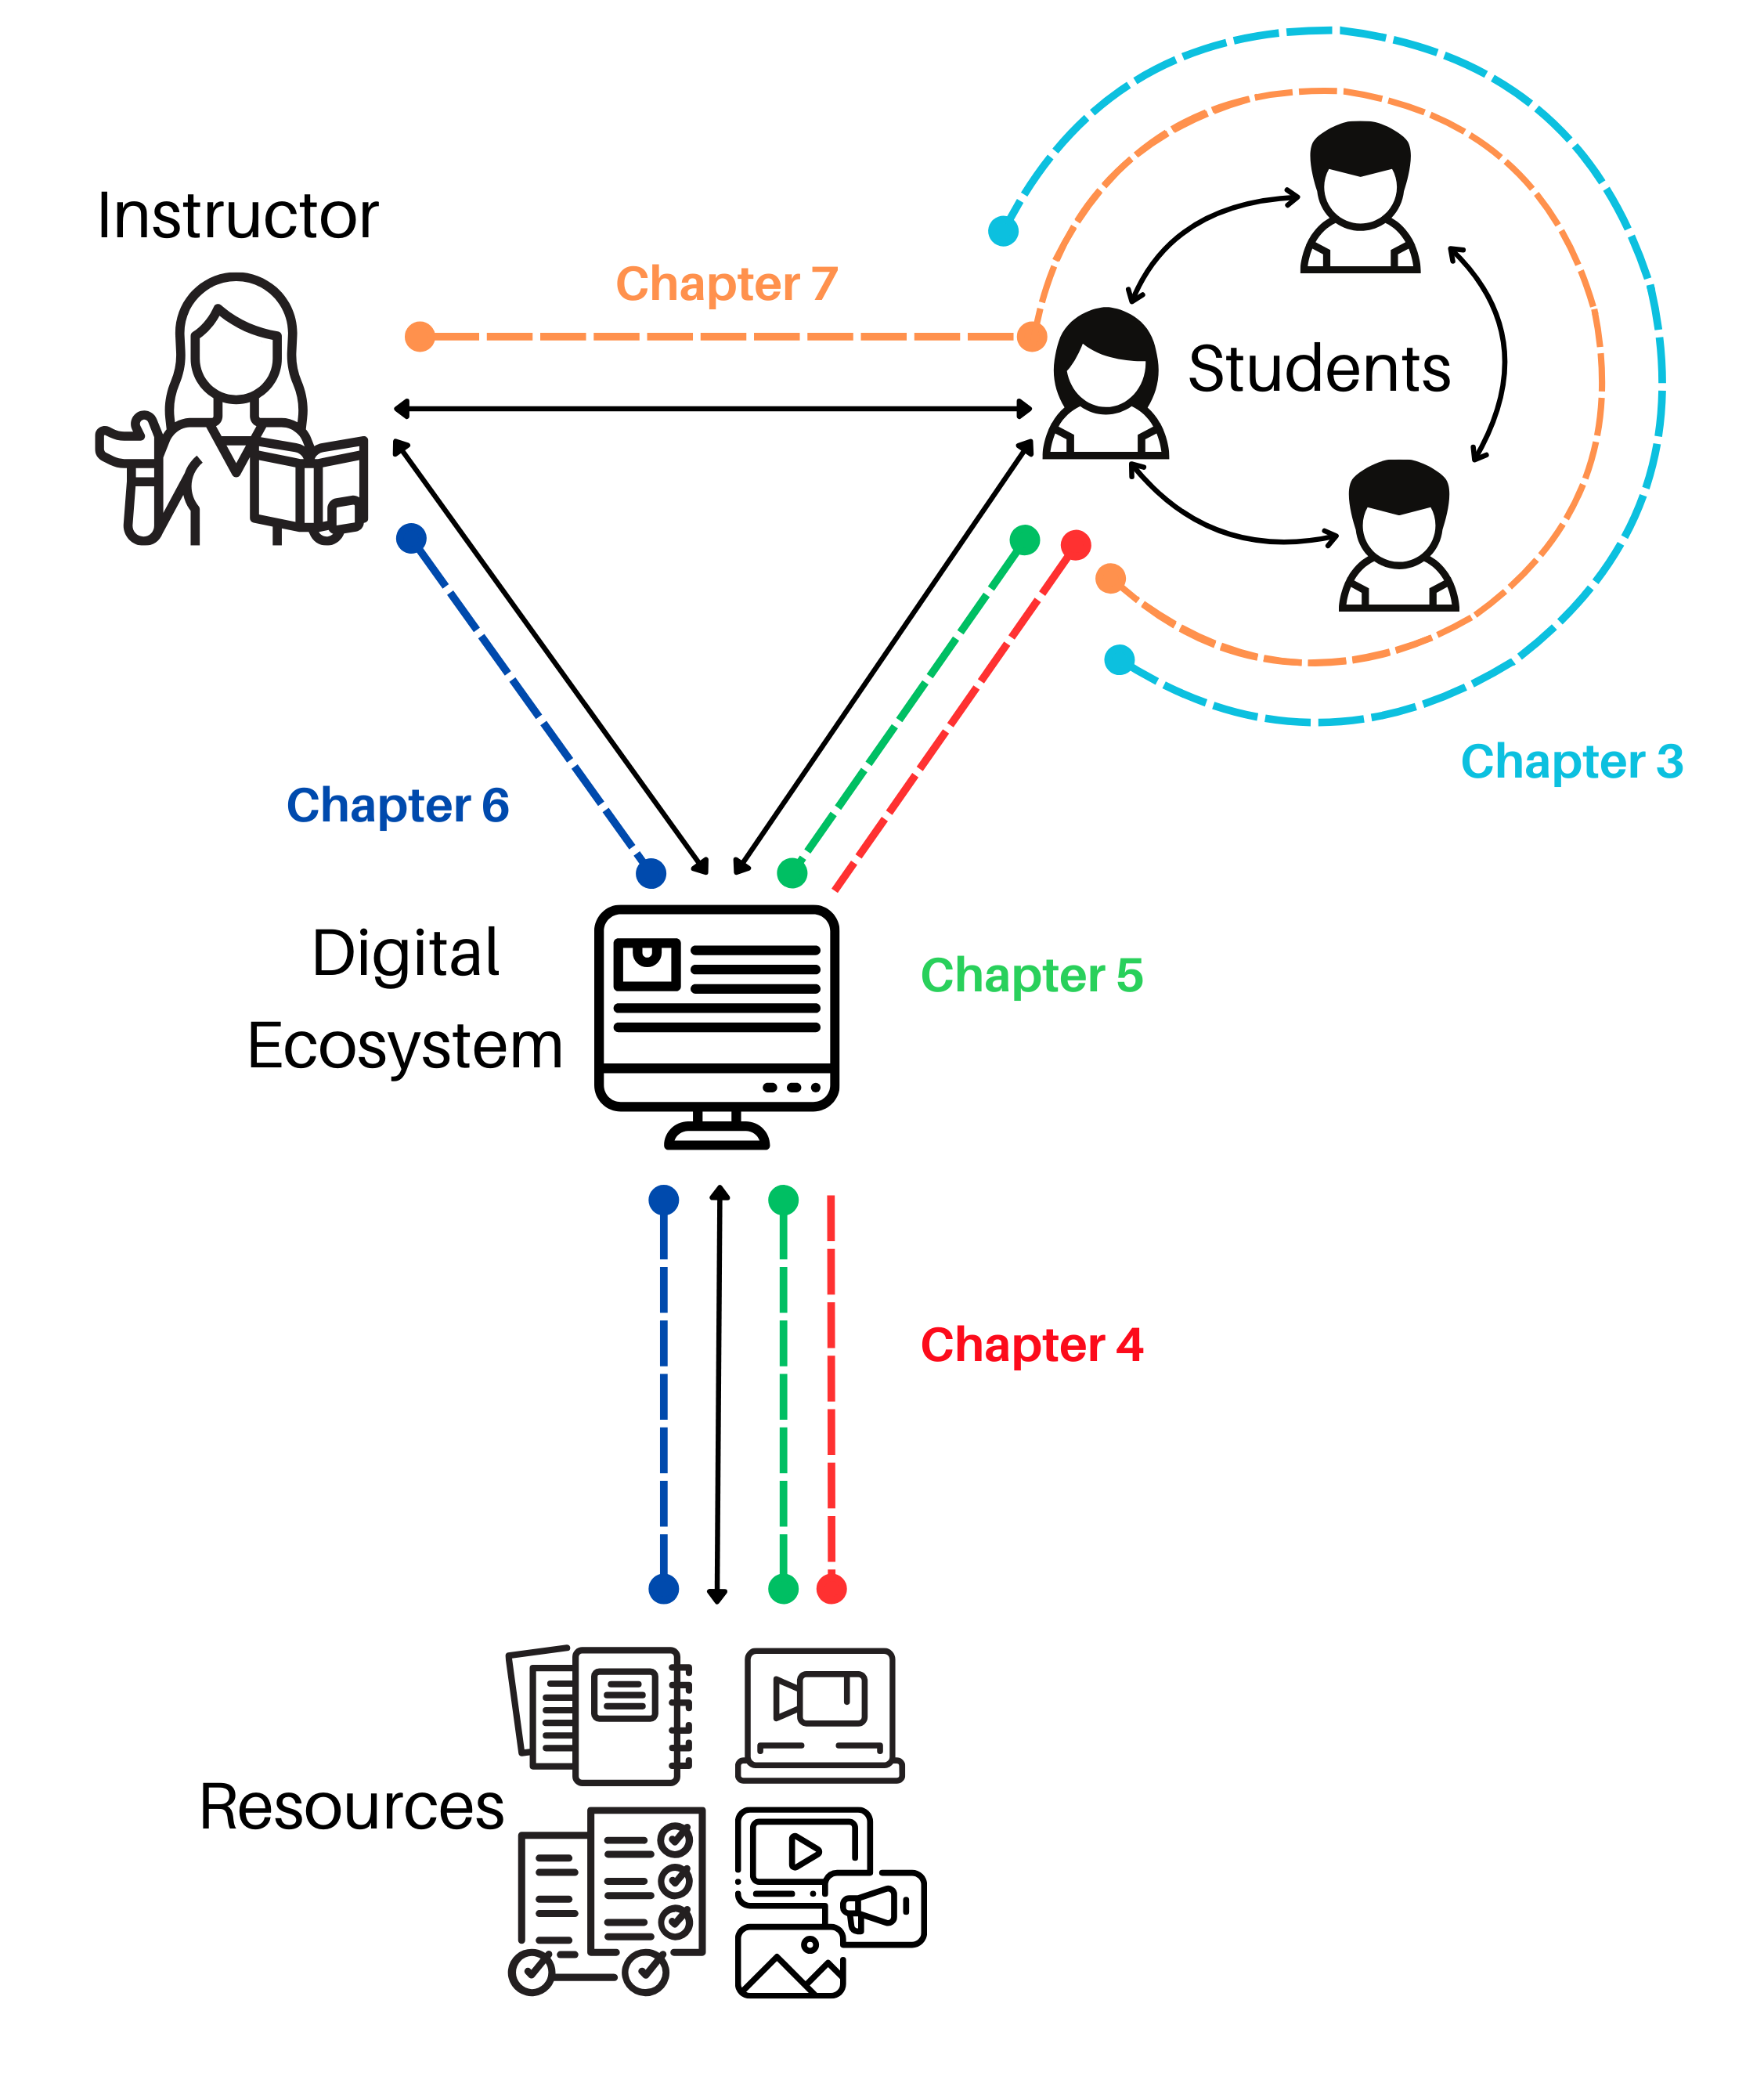 Instructor
Chapter 7
Students
Chapter 3
Chapter 6
Digital
Ecosystem
Chapter 5
Chapter 4
Resources